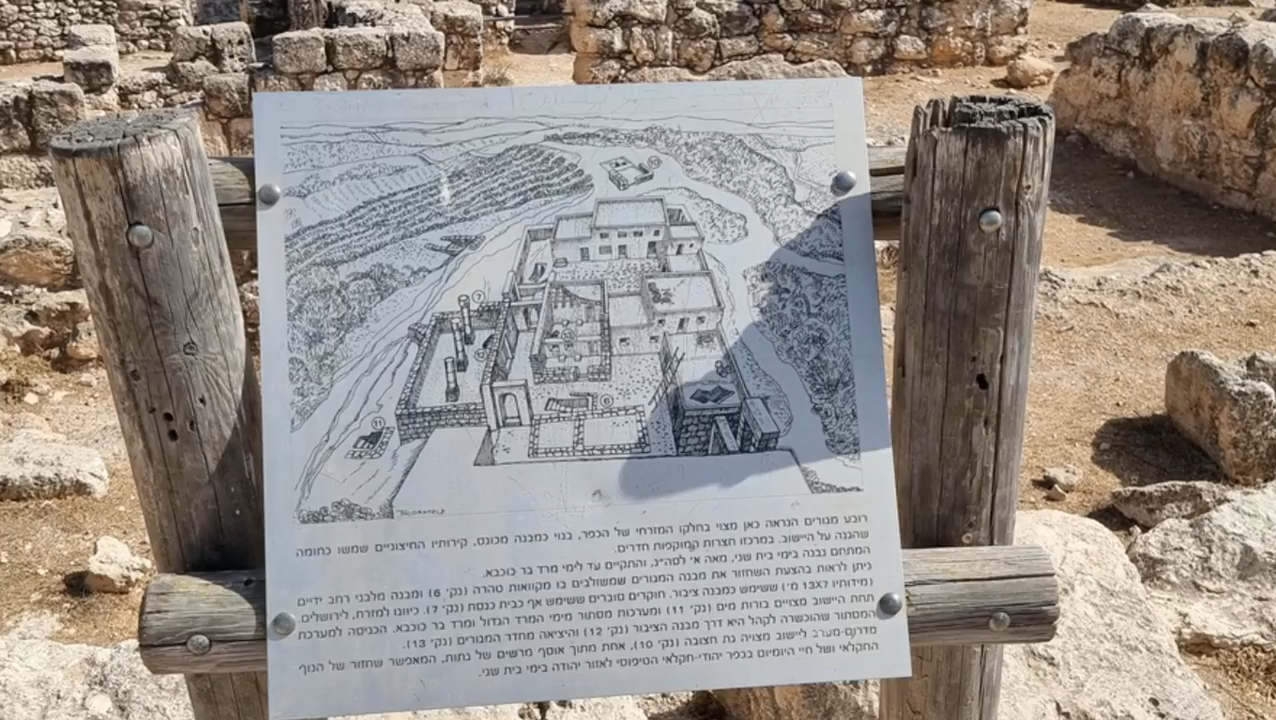 רובע מגורים הנראה כאן מצוי בחלקו המזרחי של הכפר, בנוי כמבנה מכונס, קירותיו החיצוניים שמשו כחומה
שהגנה על היישוב. במרכזו חצרות המוקפות חדרים.
המתחם נבנה בימי בית שני, מאה א' לסה"נ, והתקיים עד לימי מרד בר כוכבא.
ניתן לראות בהצעת השחזור את מבנה המגורים שמשולבים בו מקוואות טהרה (נק' 6) ומבנה מלבני רחב ידיים
(מידותיו 13X7 מ') ששימש כמבנה ציבור. חוקרים סוברים ששימש אף כבית כנסת (נק' 7). כיוונו למזרח, לירושלים.
תחת היישוב מצויים בורות מים (נק' 11) ומערכות מסתור מימי המרד הגדול ומרד בר כוכבא. הכניסה למערכת
המסתור שהוכשרה לקהל היא דרך מבנה הציבור (נק' 12) והיציאה מחדר המגורים (נק' 13).
מדרום-מערב ליישוב מצויה גת חצובה (נק' 10), אחת מתוך אוסף מרשים של גתות, המאפשר שחזור של הנוף
החקלאי ושל חיי היומיום בכפר יהודי-חקלאי הטיפוסי לאזור יהודה בימי בית שני.
7
6
11